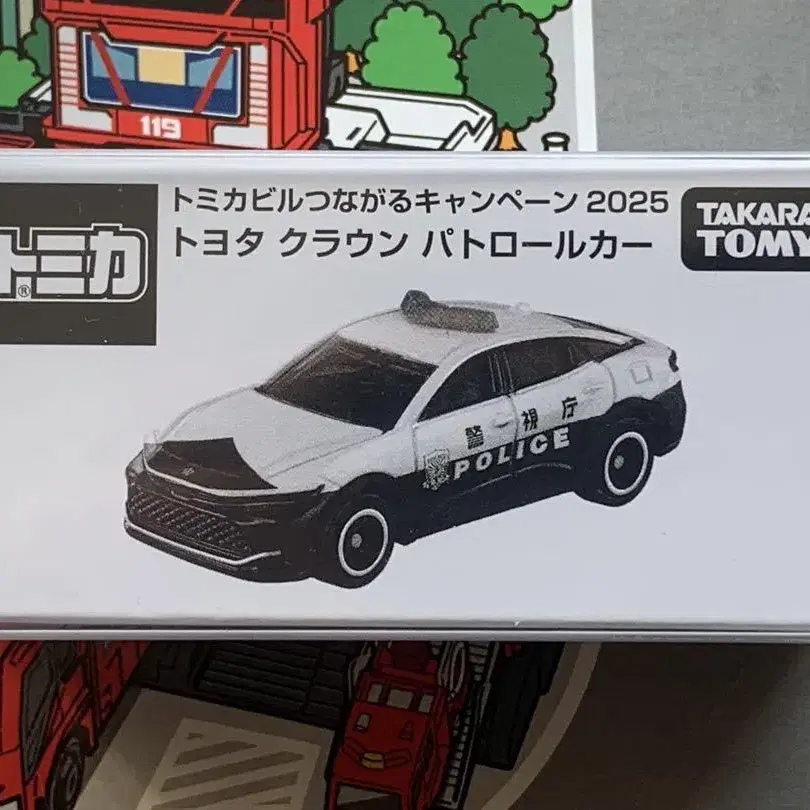 119
トミカ®
トミカビルつながるキャンペーン 2025
トヨタ クラウン パトロールカー
TAKARA
TOMY
警視庁
POLICE